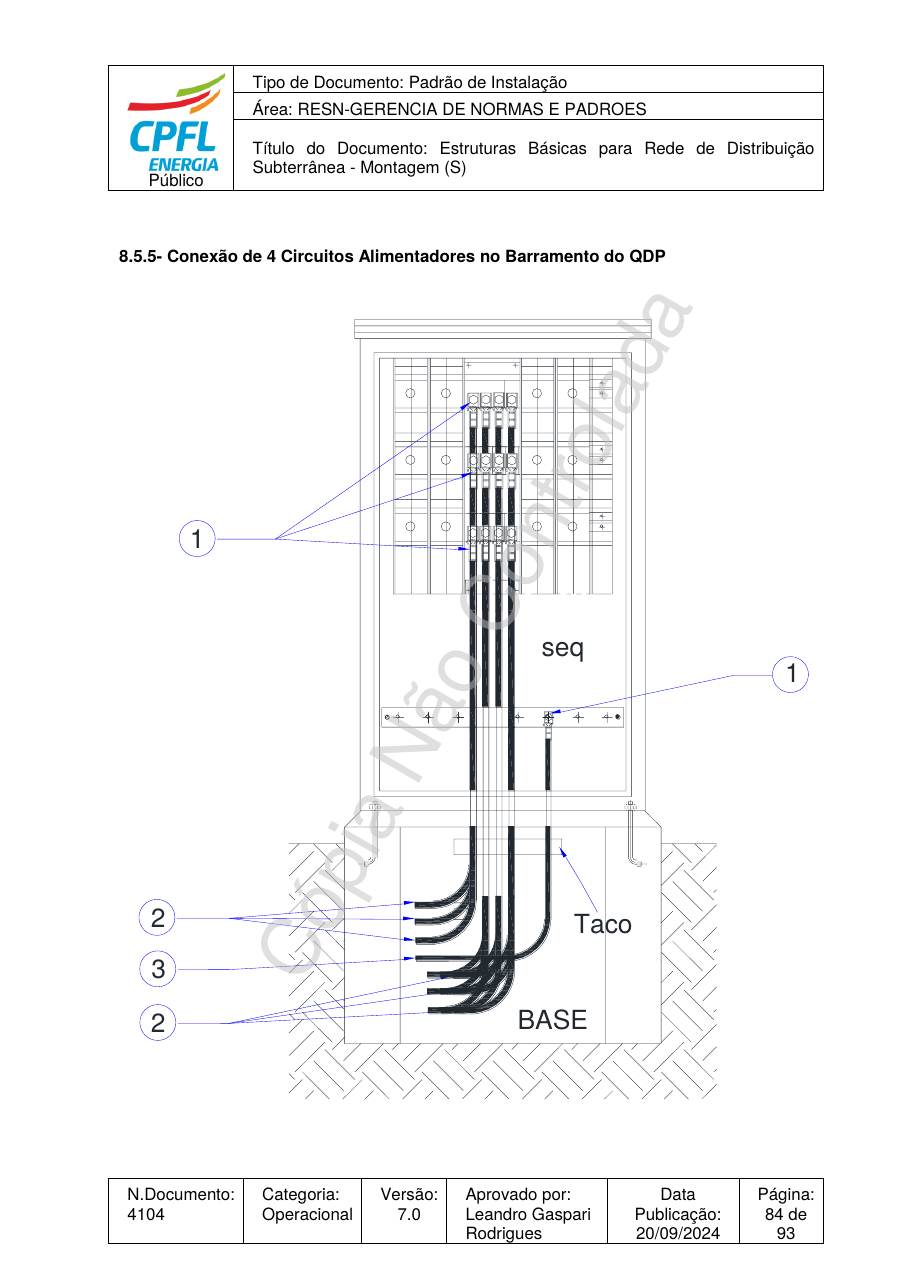 CPFL
ENERGIA
Público
Tipo de Documento: Padrão de Instalação
Área: RESN-GERENCIA DE NORMAS E PADROES
Título do Documento: Estruturas Básicas para Rede de Distribuição
Subterrânea - Montagem (S)
8.5.5- Conexão de 4 Circuitos Alimentadores no Barramento do QDP
Cópia Não Controlada
1
seq
1
2
Taco
3
2
BASE
N.Documento:
4104
Categoria:
Operacional
Versão:
7.0
Aprovado por:
Leandro Gaspari
Rodrigues
Data
Publicação:
20/09/2024
Página:
84 de
93